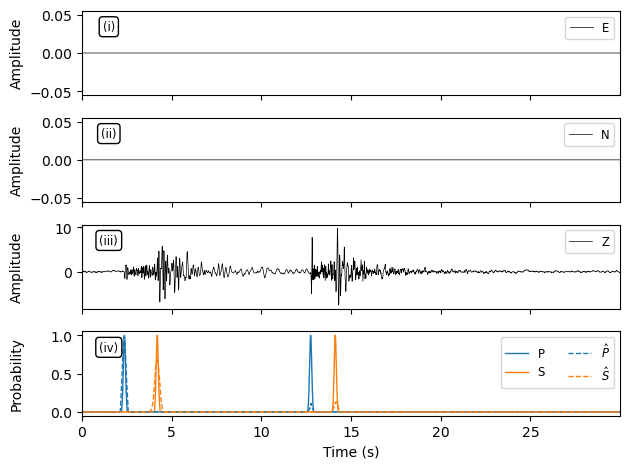 0.05
(i)
E
Amplitude
0.00
−0.05
0.05
(ii)
N
Amplitude
0.00
−0.05
10
(iii)
Z
Amplitude
0
1.0
(iv)
P
P̂
Probability
0.5
S
Ŝ
0.0
0 5 10 15 20 25
Time (s)